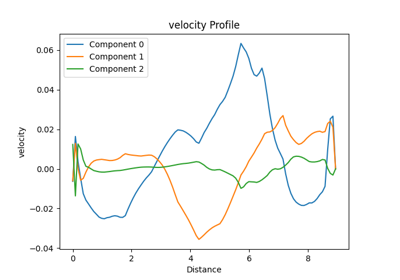 velocity Profile
Component 0
Component 1
Component 2
0.06
0.04
0.02
0.00
−0.02
−0.04
velocity
0 2 4 6 8
Distance